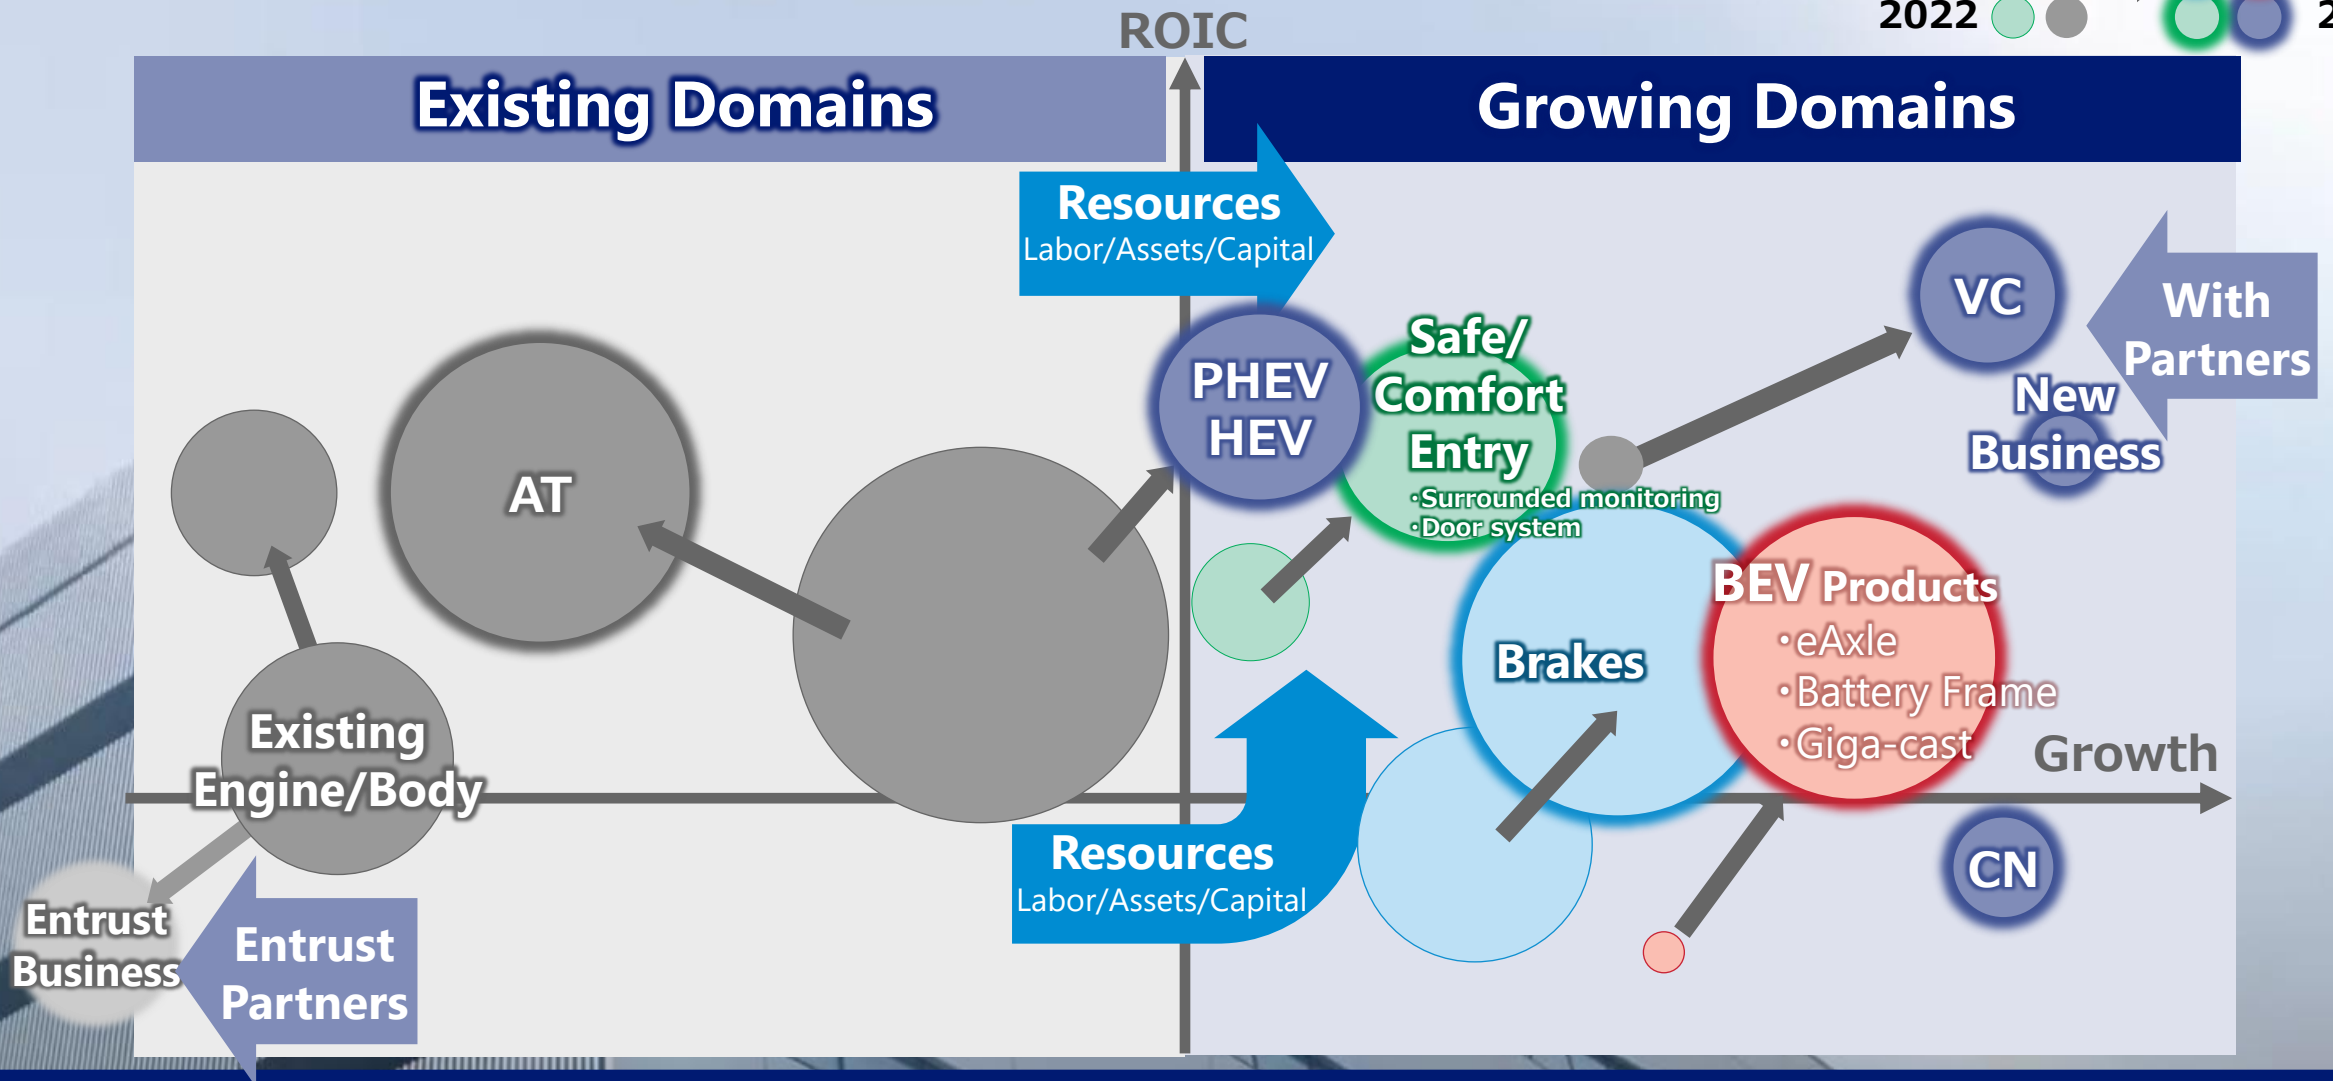 ROIC
2022
Existing Domains
Growing Domains
Resources
Labor/Assets/Capital
VC
With
Partners
New
Business
PHEV
HEV
Safe/
Comfort
Entry
・Surrounded monitoring
・Door system
AT
BEV Products
・eAxle
・Battery Frame
・Giga-cast
Brakes
Existing
Engine/Body
Growth
Resources
Labor/Assets/Capital
CN
Entrust
Business
Entrust
Partners